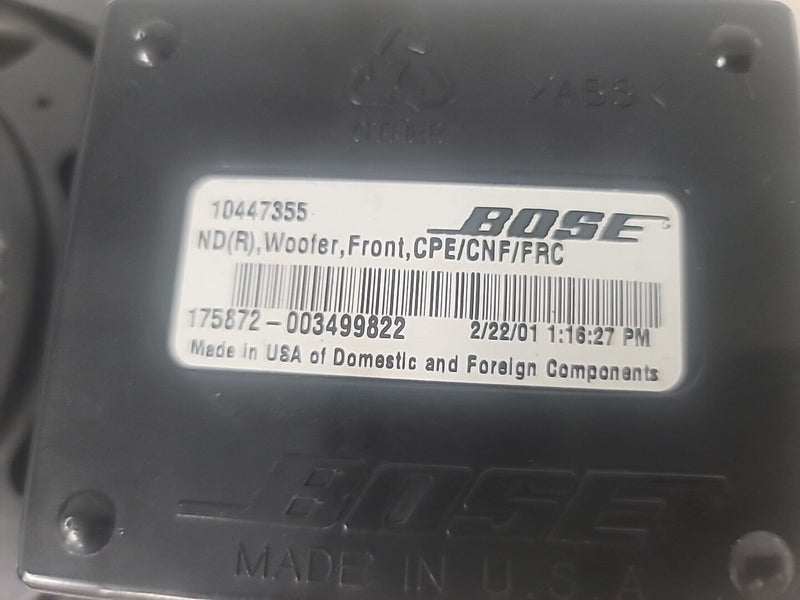 OTHER
>ABS<
10447355
BOSE
ND(R),Woofer,Front,CPE/CNF/FRC
175872-003499822
2/22/01 1:16:27 PM
Made in USA of Domestic and Foreign Components
BOSE
MADE IN U.S.A